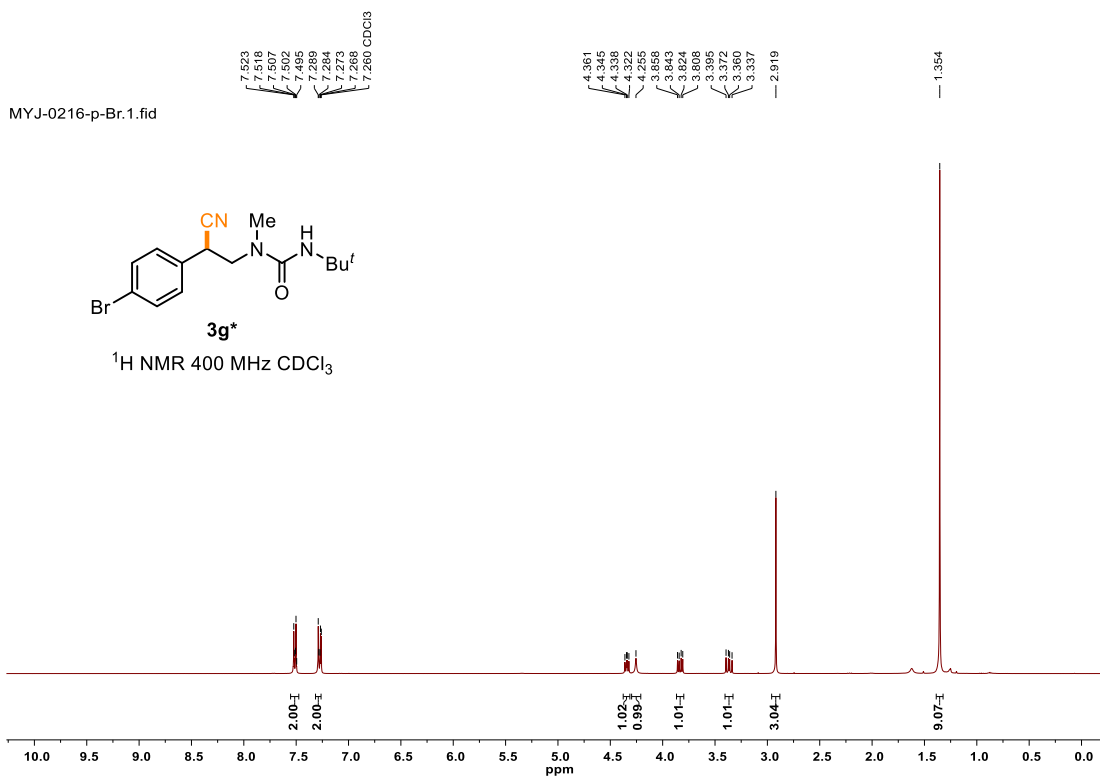 7.523
7.518
7.507
7.502
7.495
7.289
7.284
7.273
7.268
7.260 CDCl3
4.361
4.345
4.338
4.322
4.255
3.858
3.843
3.824
3.808
3.395
3.372
3.360
3.337
2.919
1.354
MYJ-0216-p-Br.1.fid
CN
Me
H
N
N
Buᵗ
O
Br
3g*
¹H NMR 400 MHz CDCl₃
2.00
2.00
1.02
0.99
1.01
1.01
3.04
9.07
10.0 9.5 9.0 8.5 8.0 7.5 7.0 6.5 6.0 5.5 5.0 4.5 4.0 3.5 3.0 2.5 2.0 1.5 1.0 0.5 0.0
ppm